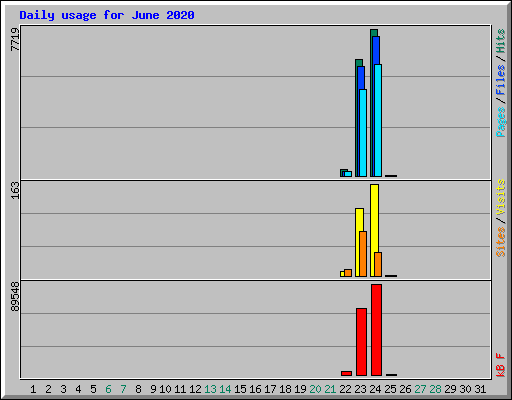 Daily usage for June 2020
7719
163
89548
Pages/Files/Hits
Sites/Visits
kB F
1 2 3 4 5 6 7 8 9 10 11 12 13 14 15 16 17 18 19 20 21 22 23 24 25 26 27 28 29 30 31